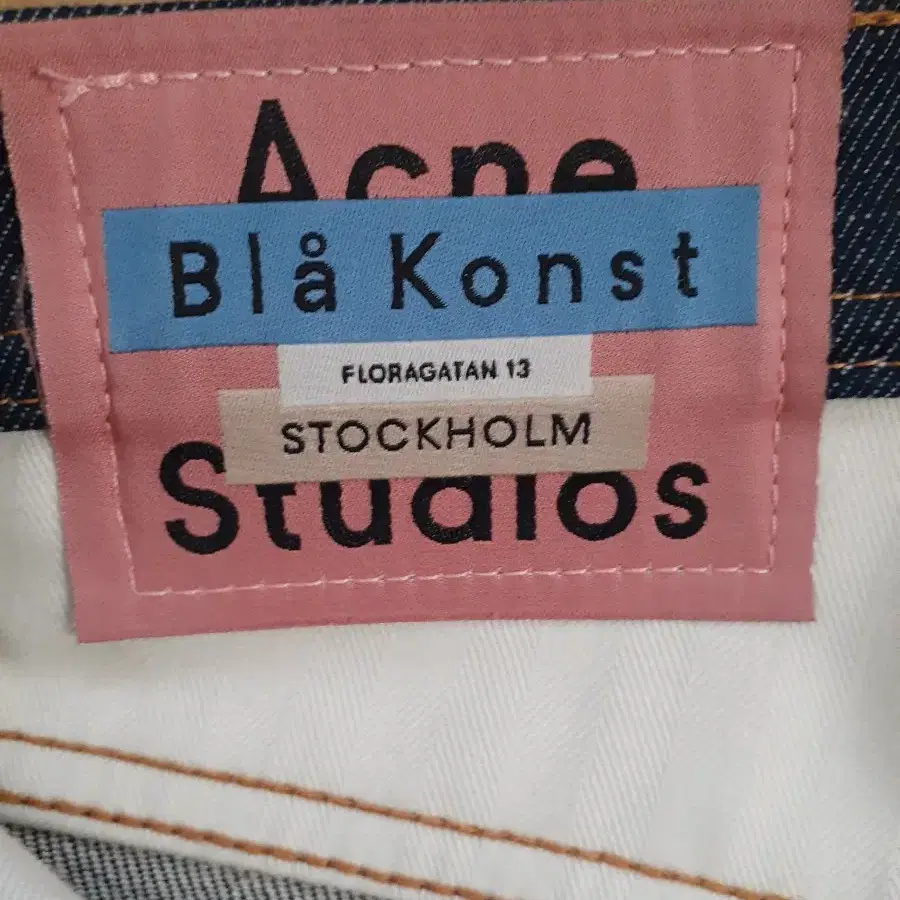 Acne
Blå Konst
FLORAGATAN 13
STOCKHOLM
Studios